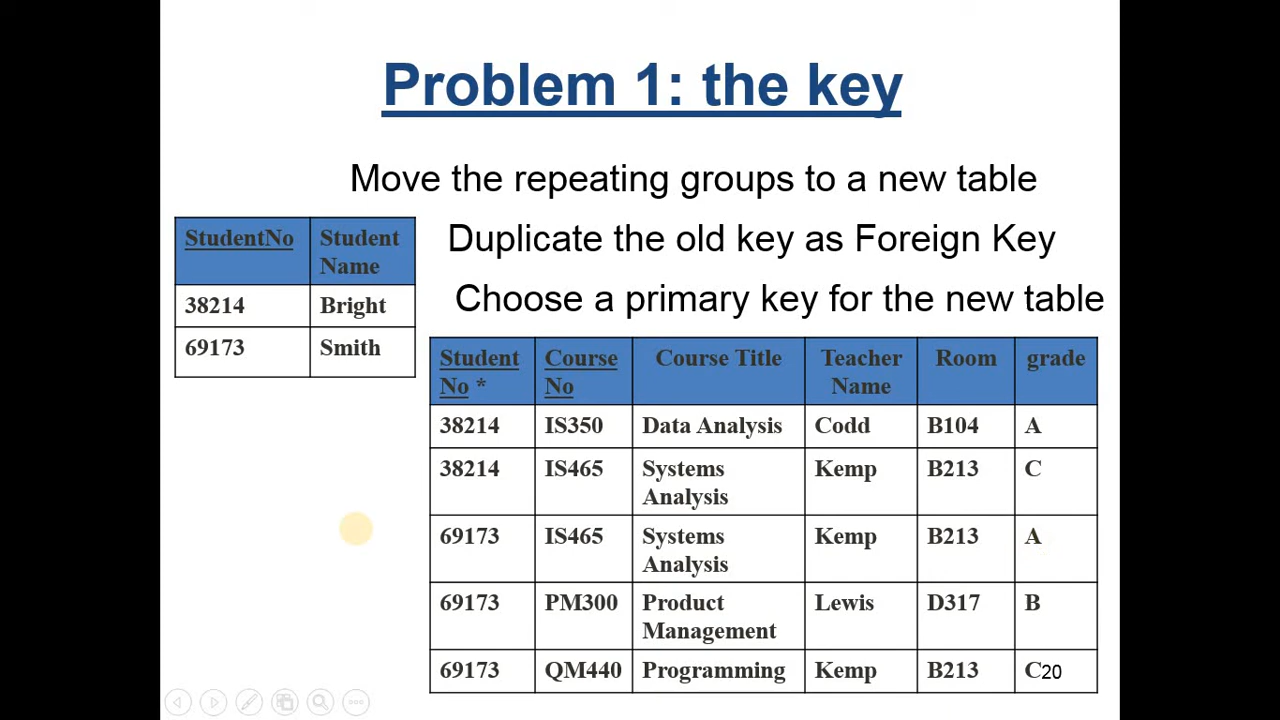 Problem 1: the key
Move the repeating groups to a new table
Duplicate the old key as Foreign Key
Choose a primary key for the new table
StudentNo Student
Name
38214 Bright
69173 Smith
Student Course Course Title Teacher Room grade
No * No Name
38214 IS350 Data Analysis Codd B104 A
38214 IS465 Systems Kemp B213 C
Analysis
69173 IS465 Systems Kemp B213 A
Analysis
69173 PM300 Product Lewis D317 B
Management
69173 QM440 Programming Kemp B213 C
20